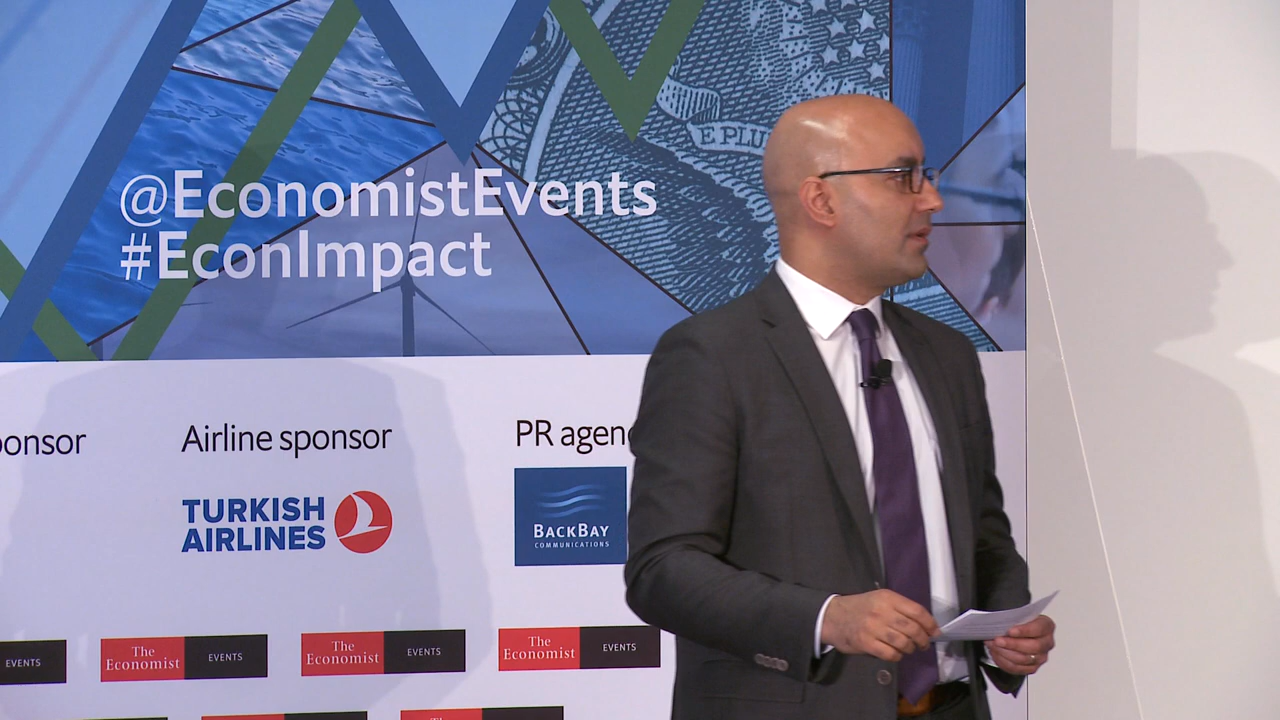 E PLU
@EconomistEvents
#EconImpact
ponsor
Airline sponsor
PR agen
TURKISH
AIRLINES
BACKBAY
COMMUNICATIONS
EVENTS
The
Economist
EVENTS
The
Economist
EVENTS
The
Economist
EVENTS